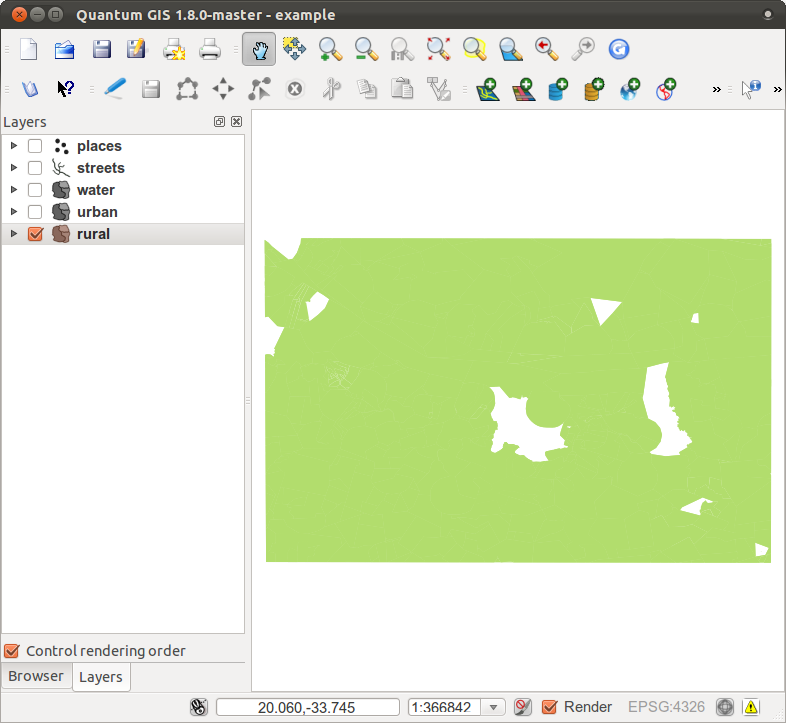 Quantum GIS 1.8.0-master - example
Layers
places
streets
water
urban
rural
Control rendering order
Browser
Layers
20.060,-33.745
1:366842
Render
EPSG:4326